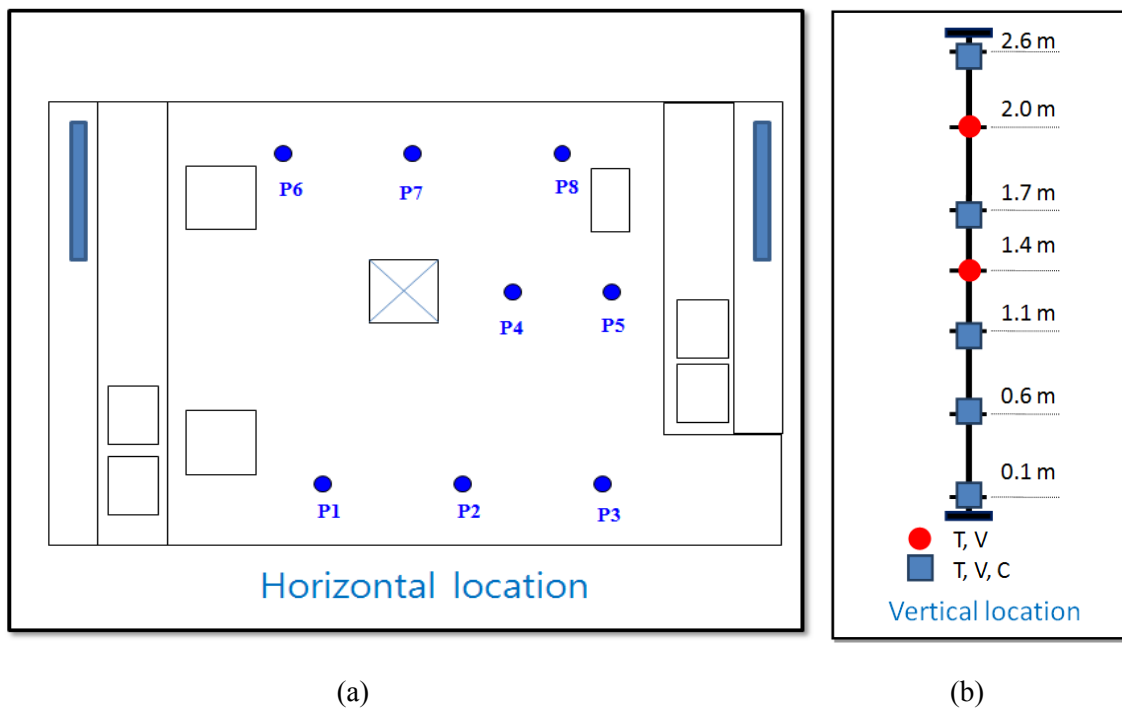 P6
P7
P8
P4
P5
P1
P2
P3
Horizontal location
(a)
2.6 m
2.0 m
1.7 m
1.4 m
1.1 m
0.6 m
0.1 m
T, V
T, V, C
Vertical location
(b)